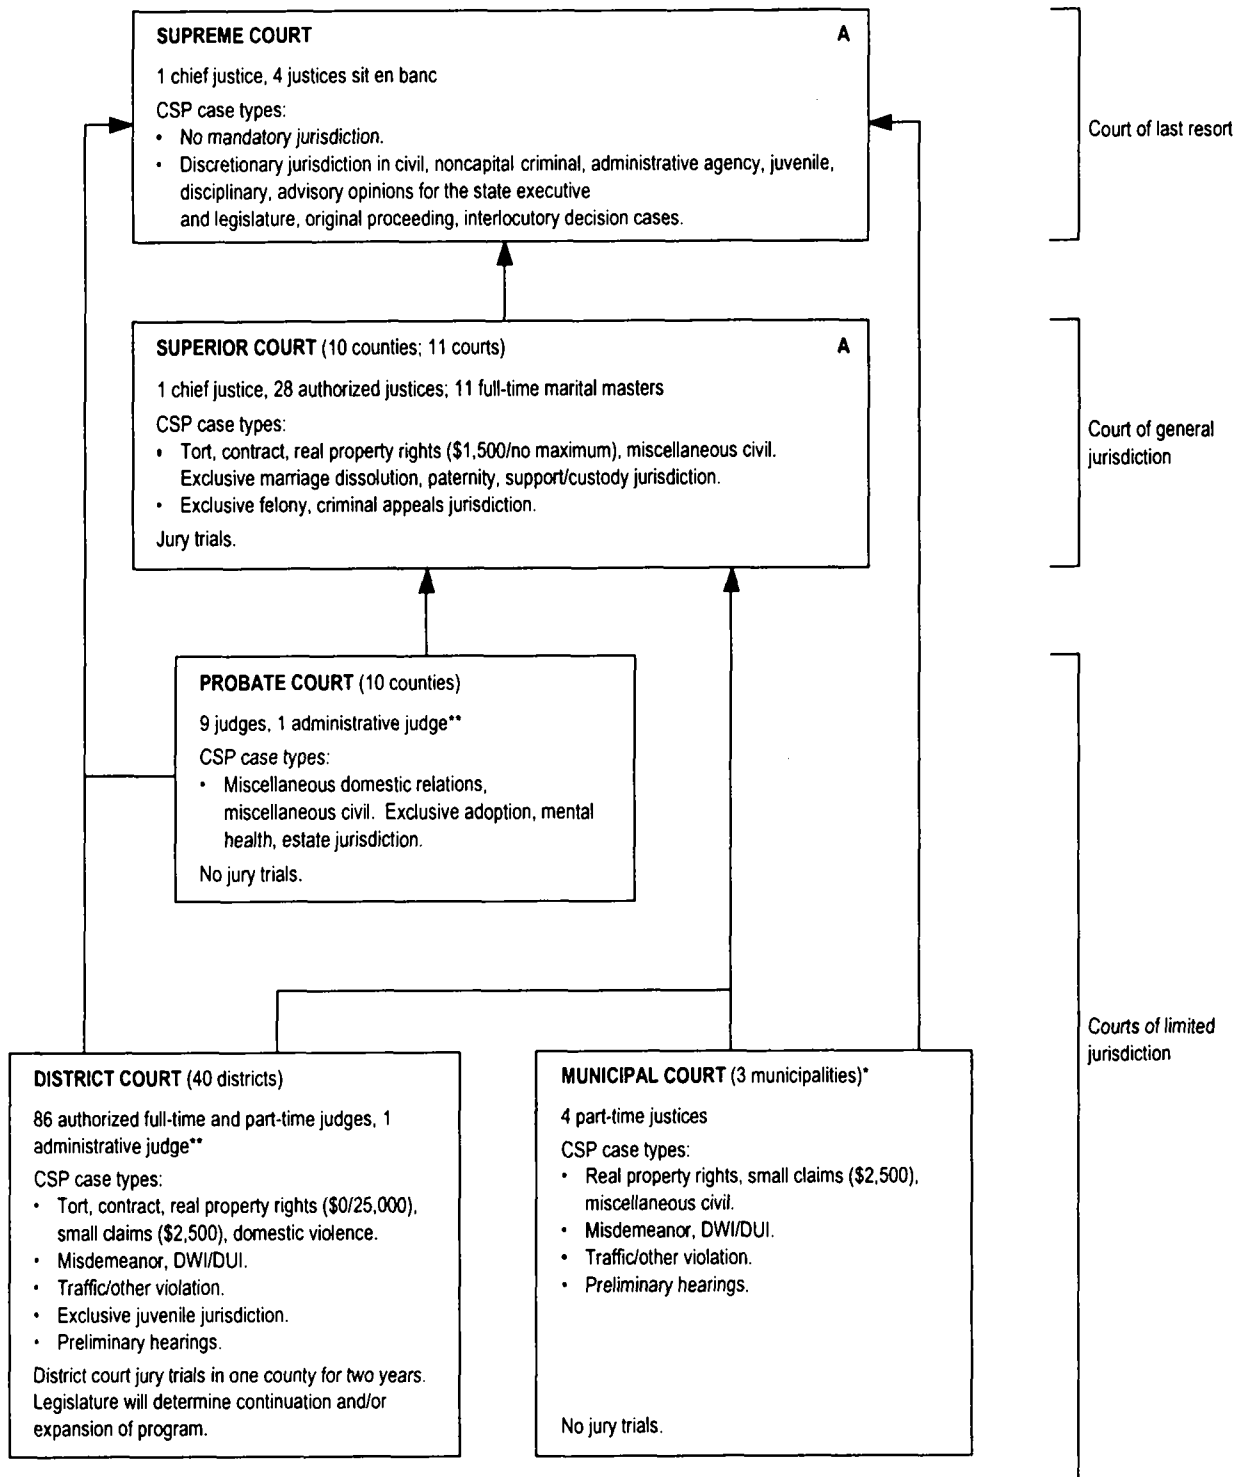 SUPREME COURT A
1 chief justice, 4 justices sit en banc
CSP case types:
• No mandatory jurisdiction.
• Discretionary jurisdiction in civil, noncapital criminal, administrative agency, juvenile,
disciplinary, advisory opinions for the state executive
and legislature, original proceeding, interlocutory decision cases.
Court of last resort
SUPERIOR COURT (10 counties; 11 courts) A
1 chief justice, 28 authorized justices; 11 full-time marital masters
CSP case types:
• Tort, contract, real property rights ($1,500/no maximum), miscellaneous civil.
Exclusive marriage dissolution, paternity, support/custody jurisdiction.
• Exclusive felony, criminal appeals jurisdiction.
Jury trials.
Court of general
jurisdiction
PROBATE COURT (10 counties)
9 judges, 1 administrative judge**
CSP case types:
• Miscellaneous domestic relations,
miscellaneous civil. Exclusive adoption, mental
health, estate jurisdiction.
No jury trials.
DISTRICT COURT (40 districts)
86 authorized full-time and part-time judges, 1
administrative judge**
CSP case types:
• Tort, contract, real property rights ($0/25,000),
small claims ($2,500), domestic violence.
• Misdemeanor, DWI/DUI.
• Traffic/other violation.
• Exclusive juvenile jurisdiction.
• Preliminary hearings.
District court jury trials in one county for two years.
Legislature will determine continuation and/or
expansion of program.
MUNICIPAL COURT (3 municipalities)*
4 part-time justices
CSP case types:
• Real property rights, small claims ($2,500),
miscellaneous civil.
• Misdemeanor, DWI/DUI.
• Traffic/other violation.
• Preliminary hearings.
No jury trials.
Courts of limited
jurisdiction